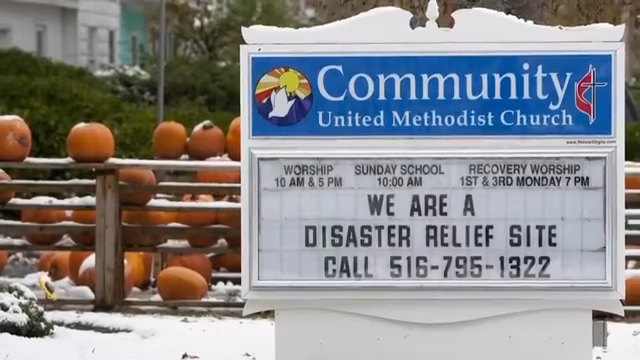 Community
United Methodist Church
WORSHIP SUNDAY SCHOOL RECOVERY WORSHIP
10 AM & 5 PM 10:00 AM 1ST & 3RD MONDAY 7 PM
WE ARE A
DISASTER RELIEF SITE
CALL 516-795-1322